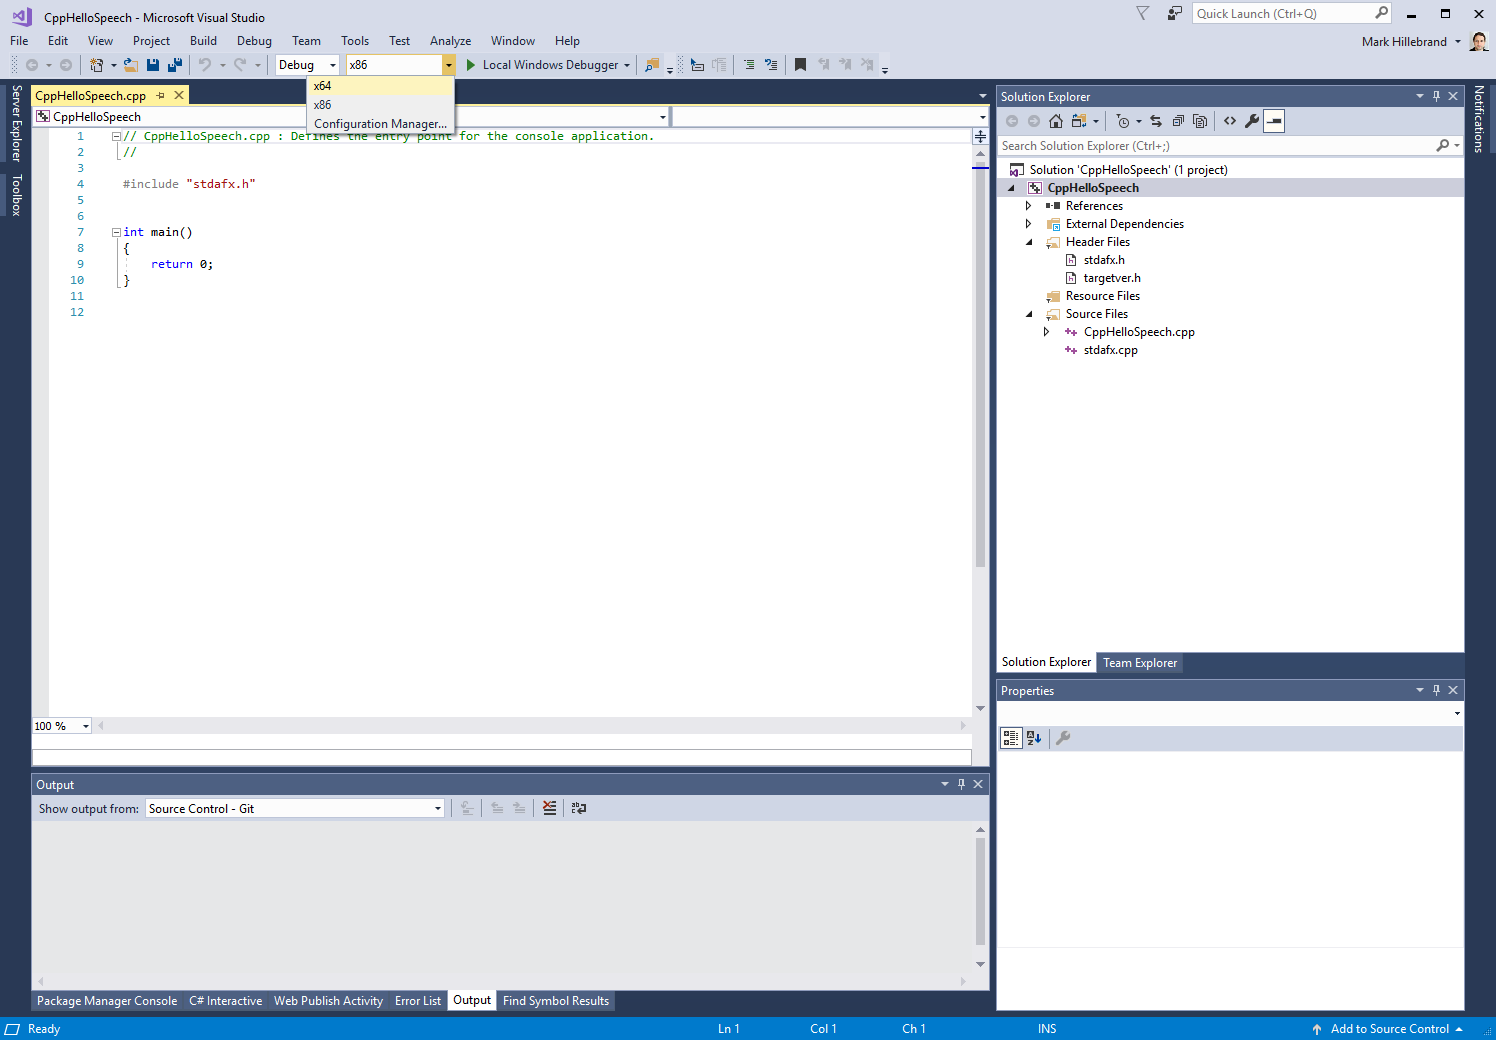 CppHelloSpeech - Microsoft Visual Studio
Quick Launch (Ctrl+Q)
File Edit View Project Build Debug Team Tools Test Analyze Window Help
Mark Hillebrand
Debug x86 Local Windows Debugger
x64
x86
Configuration Manager...
Server Explorer
Toolbox
CppHelloSpeech.cpp
CppHelloSpeech
1 // CppHelloSpeech.cpp : Defines the entry point for the console application.
2 //
3
4 #include "stdafx.h"
5
6
7 int main()
8 {
9 return 0;
10 }
11
12
100 %
Output
Show output from: Source Control - Git
Package Manager Console C# Interactive Web Publish Activity Error List Output Find Symbol Results
Solution Explorer
Search Solution Explorer (Ctrl+;)
Solution 'CppHelloSpeech' (1 project)
CppHelloSpeech
References
External Dependencies
Header Files
stdafx.h
targetver.h
Resource Files
Source Files
CppHelloSpeech.cpp
stdafx.cpp
Solution Explorer Team Explorer
Properties
Notifications
Ready Ln 1 Col 1 Ch 1 INS Add to Source Control